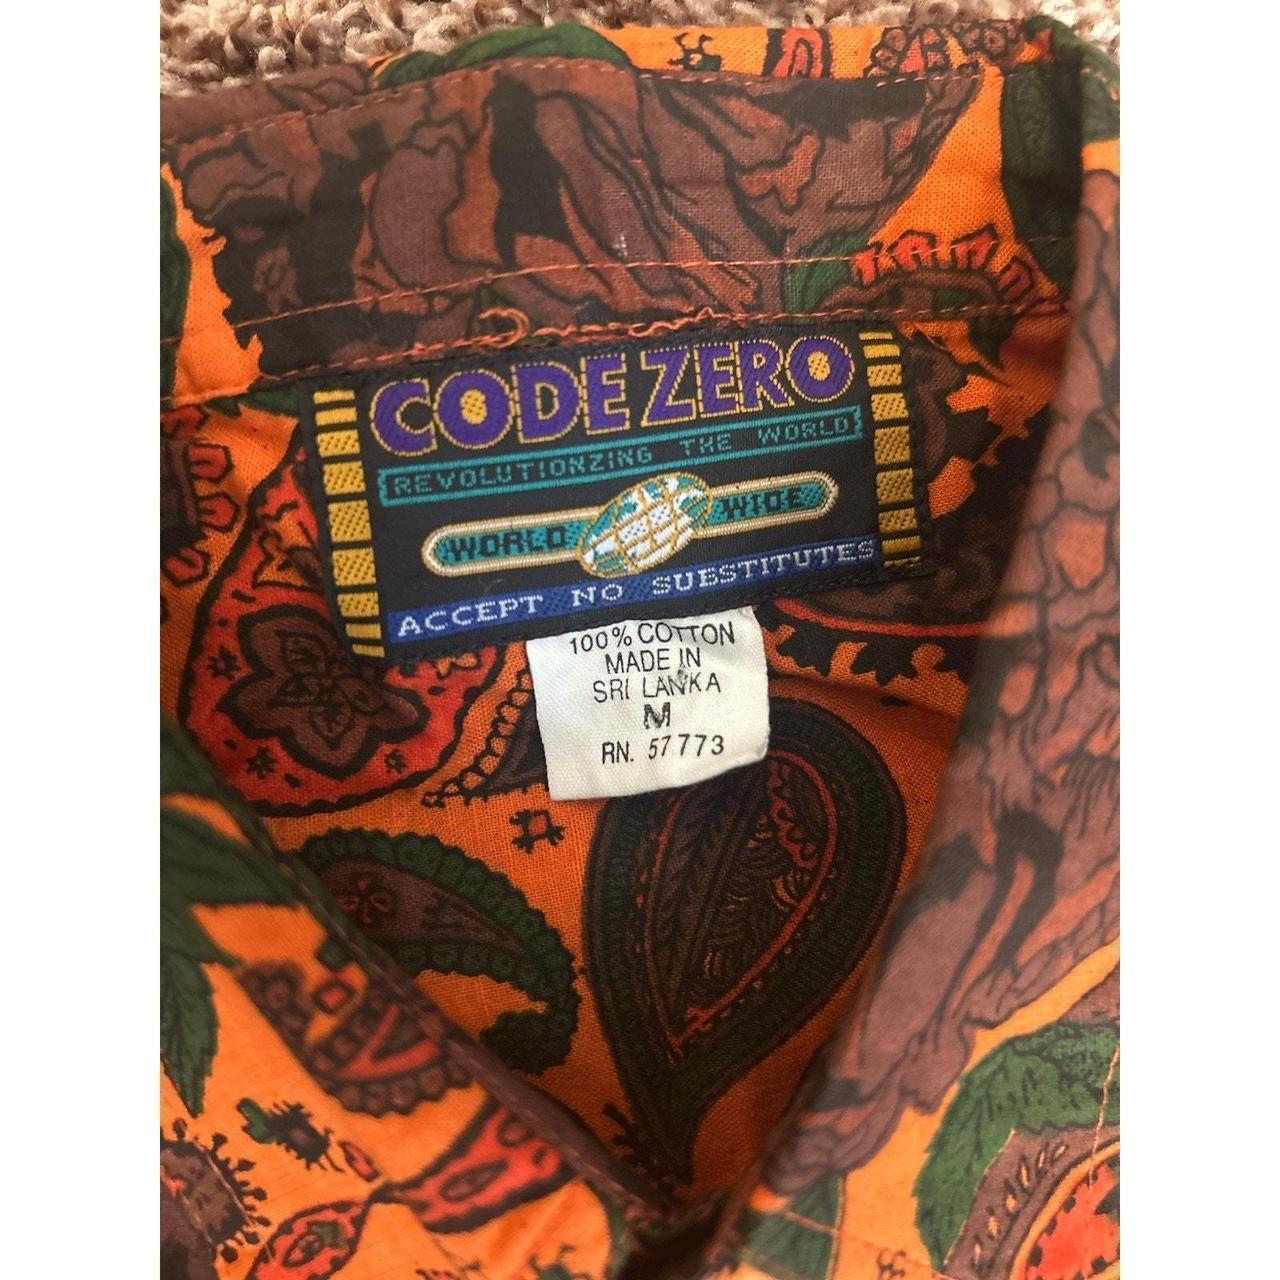 CODE ZERO
REVOLUTIONZING THE WORLD
WORLD WIDE
ACCEPT NO SUBSTITUTES
100% COTTON
MADE IN
SRI LANKA
M
RN. 57773